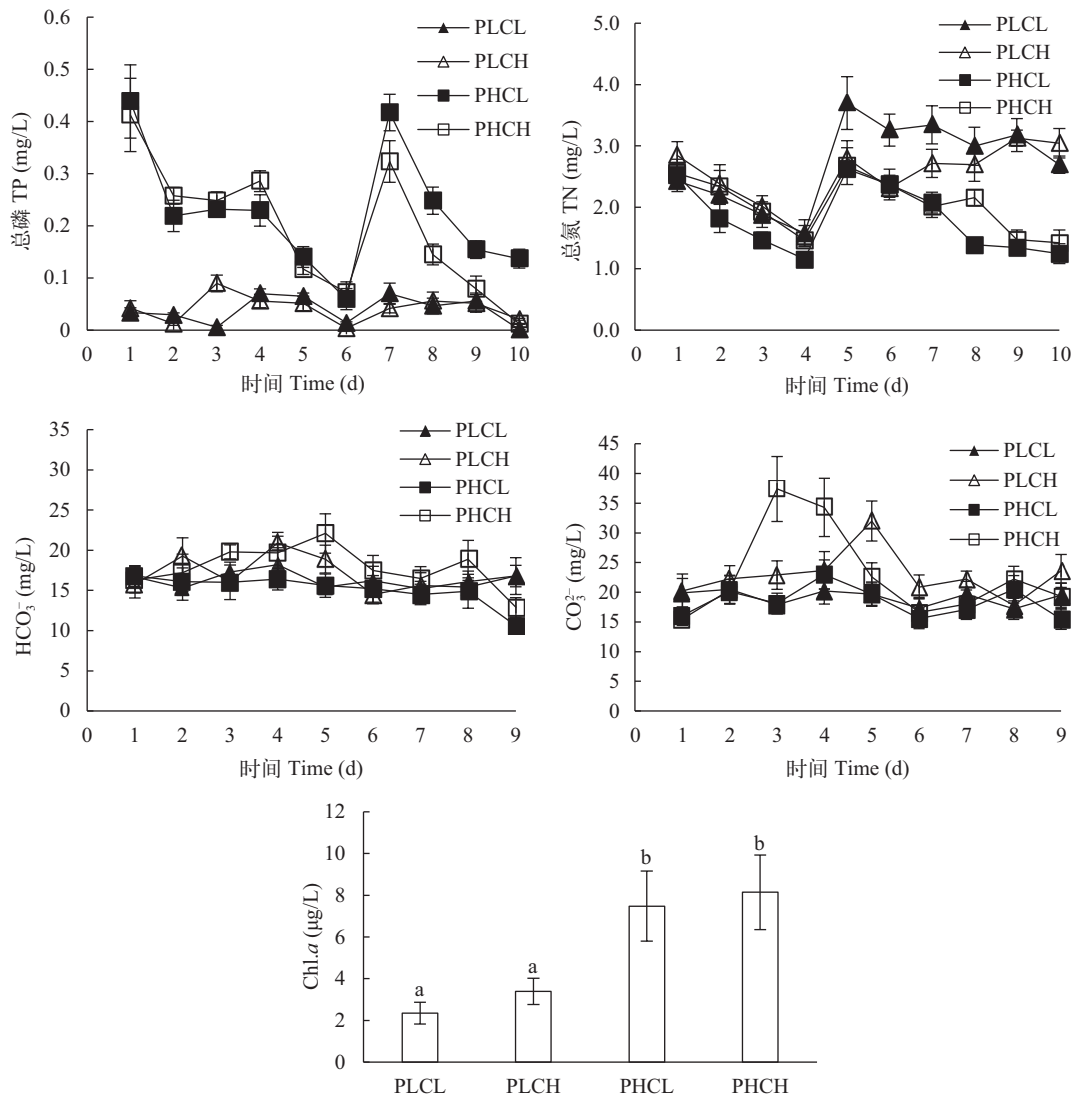 总磷 TP (mg/L)
0.6
0.5
0.4
0.3
0.2
0.1
0
PLCL
PLCH
PHCL
PHCH
0 1 2 3 4 5 6 7 8 9 10
时间 Time (d)
总氮 TN (mg/L)
5.0
4.0
3.0
2.0
1.0
0.0
PLCL
PLCH
PHCL
PHCH
0 1 2 3 4 5 6 7 8 9 10
时间 Time (d)
HCO₃⁻ (mg/L)
35
30
25
20
15
10
5
0
PLCL
PLCH
PHCL
PHCH
0 1 2 3 4 5 6 7 8 9
时间 Time (d)
CO₃²⁻ (mg/L)
45
40
35
30
25
20
15
10
5
0
PLCL
PLCH
PHCL
PHCH
0 1 2 3 4 5 6 7 8 9
时间 Time (d)
Chl.a (μg/L)
12
10
8
6
4
2
0
a
a
b
b
PLCL PLCH PHCL PHCH